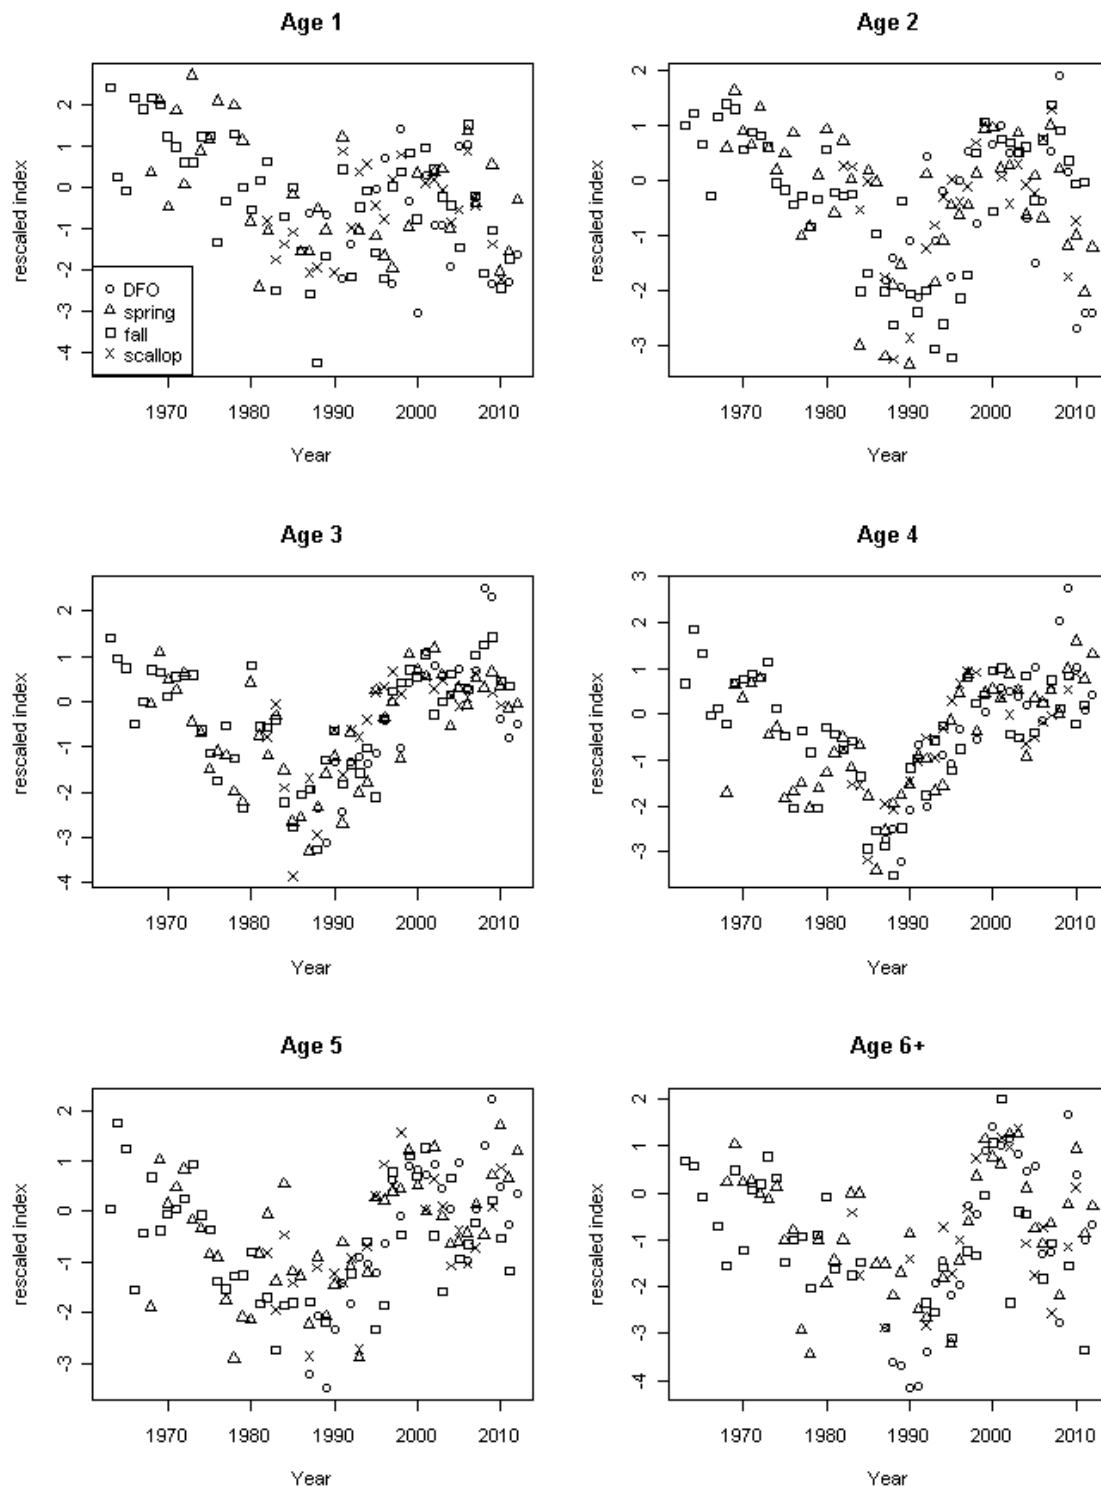 Age 1
Age 2
rescaled index
2
1
0
-1
-2
-3
-4
DFO
spring
fall
scallop
1970 1980 1990 2000 2010
Year
rescaled index
2
1
0
-1
-2
-3
1970 1980 1990 2000 2010
Year
Age 3
Age 4
rescaled index
2
1
0
-1
-2
-3
-4
1970 1980 1990 2000 2010
Year
rescaled index
3
2
1
0
-1
-2
-3
1970 1980 1990 2000 2010
Year
Age 5
Age 6+
rescaled index
2
1
0
-1
-2
-3
1970 1980 1990 2000 2010
Year
rescaled index
2
1
0
-1
-2
-3
-4
1970 1980 1990 2000 2010
Year